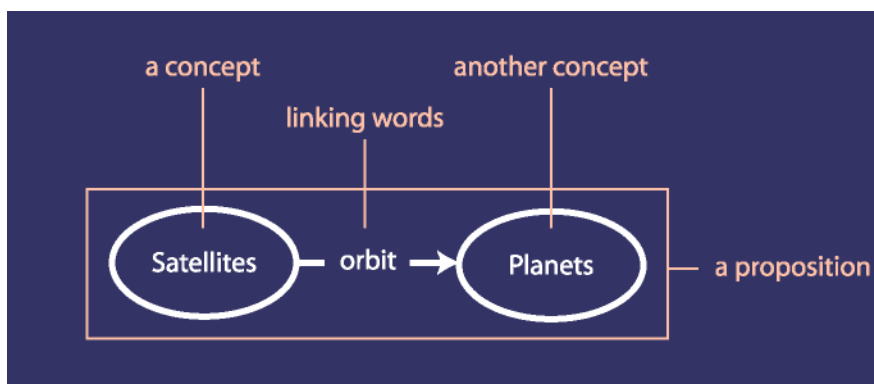 a concept
another concept
linking words
Satellites
orbit
Planets
a proposition